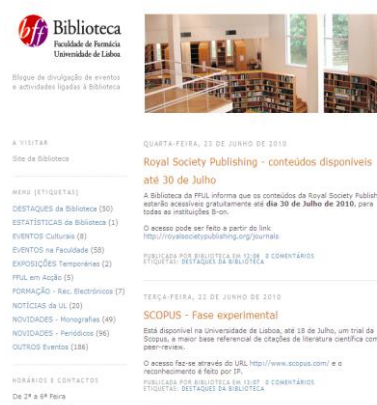 bff Biblioteca
Faculdade de Farmácia
Universidade de Lisboa
Blogue de divulgação de eventos
e actividades ligadas à Biblioteca
A VISITAR
Site da Biblioteca
MENU [ETIQUETAS]
DESTAQUES da Biblioteca (50)
ESTATÍSTICAS da Biblioteca (1)
EVENTOS Culturais (8)
EVENTOS na Faculdade (58)
EXPOSIÇÕES Temporárias (2)
FFUL em Acção (5)
FORMAÇÃO - Rec. Electrónicos (7)
NOTÍCIAS da UL (20)
NOVIDADES - Monografias (49)
NOVIDADES - Periódicos (96)
OUTROS Eventos (186)
HORÁRIOS E CONTACTOS
De 2ª a 6ª Feira
QUARTA-FEIRA, 23 DE JUNHO DE 2010
Royal Society Publishing - conteúdos disponíveis
até 30 de Julho
A Biblioteca da FFUL informa que os conteúdos da Royal Society Publish
estarão acessíveis gratuitamente até dia 30 de Julho de 2010, para
todas as instituições B-on.
O acesso pode ser feito a partir do link
http://royalsocietypublishing.org/journals
PUBLICADA POR BIBLIOTECA EM 12:06 0 COMENTÁRIOS
ETIQUETAS: DESTAQUES DA BIBLIOTECA
TERÇA-FEIRA, 22 DE JUNHO DE 2010
SCOPUS - Fase experimental
Está disponível na Universidade de Lisboa, até 18 de Julho, um trial da
Scopus, a maior base referencial de citações de literatura científica com
peer-review.
O acesso faz-se através do URL http://www.scopus.com/ e o
reconhecimento é feito por IP.
PUBLICADA POR BIBLIOTECA EM 12:07 0 COMENTÁRIOS
ETIQUETAS: DESTAQUES DA BIBLIOTECA